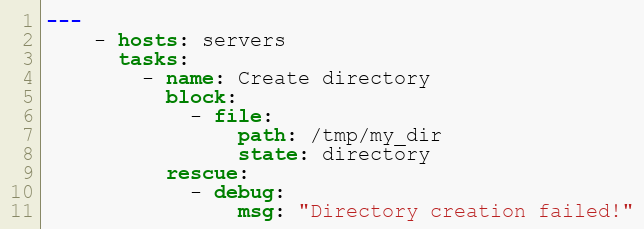 1 ---
2     - hosts: servers
3       tasks:
4         - name: Create directory
5           block:
6             - file:
7                 path: /tmp/my_dir
8                 state: directory
9           rescue:
10             - debug:
11                 msg: "Directory creation failed!"